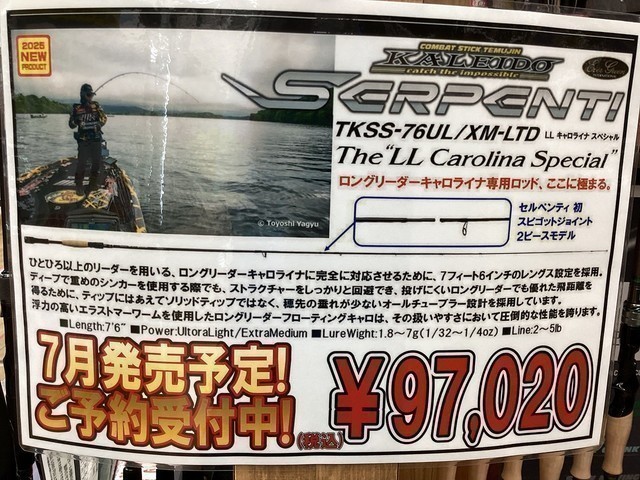 2025
NEW
PRODUCT
COMBAT STICK.TEMUJIN
KALEIDO
catch the impossible
SERPENTI
TKSS-76UL/XM-LTD LL キャロライナ スペシャル
The "LL Carolina Special"
ロングリーダーキャロライナ専用ロッド、ここに極まる。
セルペンティ 初
スピゴットジョイント
2ピースモデル
© Toyoshi Yagyu
ひとひろ以上のリーダーを用いる、ロングリーダーキャロライナに完全に対応させるために、7フィート6インチのレングス設定を採用。
ディープで重めのシンカーを使用する際でも、ストラクチャーをしっかりと回避でき、投げにくいロングリーダーでも優れた飛距離を
得るために、ティップにはあえてソリッドティップではなく、穂先の垂れが少ないオールチューブラー設計を採用しています。
浮力の高いエラストマーワームを使用したロングリーダーフローティングキャロは、その扱いやすさにおいて圧倒的な性能を誇ります。
■Length:7'6" ■Power:UltoraLight/ExtraMedium ■LureWight:1.8～7g(1/32～1/4oz) ■Line:2～5lb
7月発売予定!
ご予約受付中!
(税込)
¥97,020